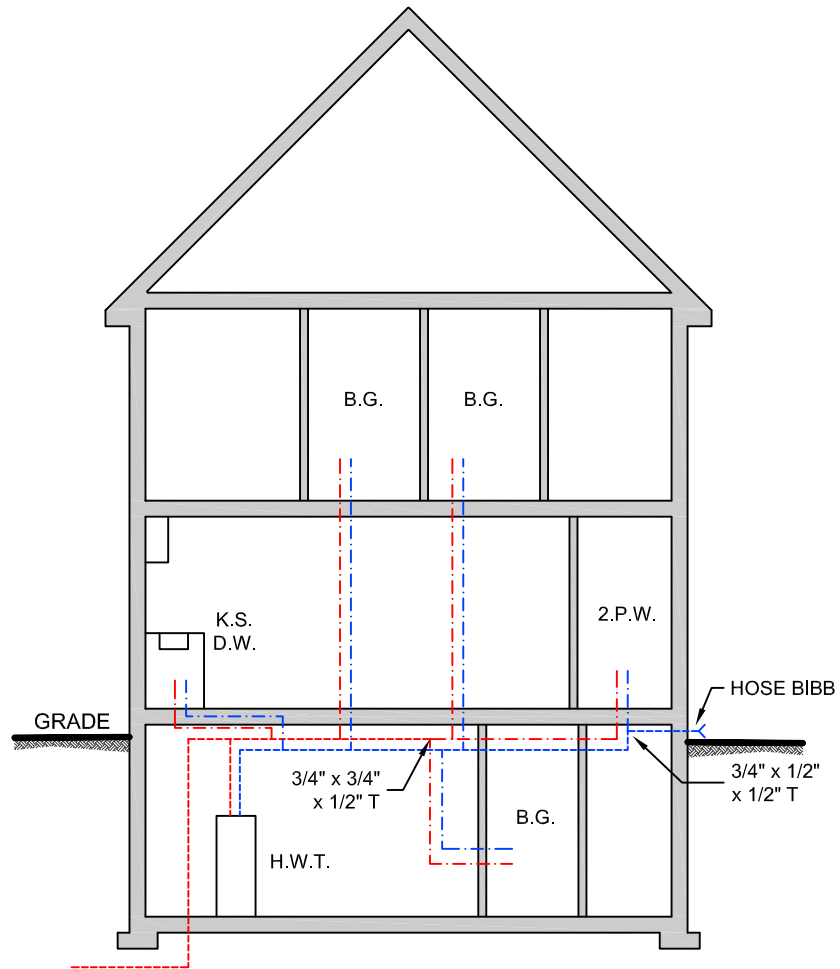 B.G.
B.G.
K.S.
D.W.
2.P.W.
HOSE BIBB
GRADE
3/4" x 3/4"
x 1/2" T
3/4" x 1/2"
x 1/2" T
B.G.
H.W.T.